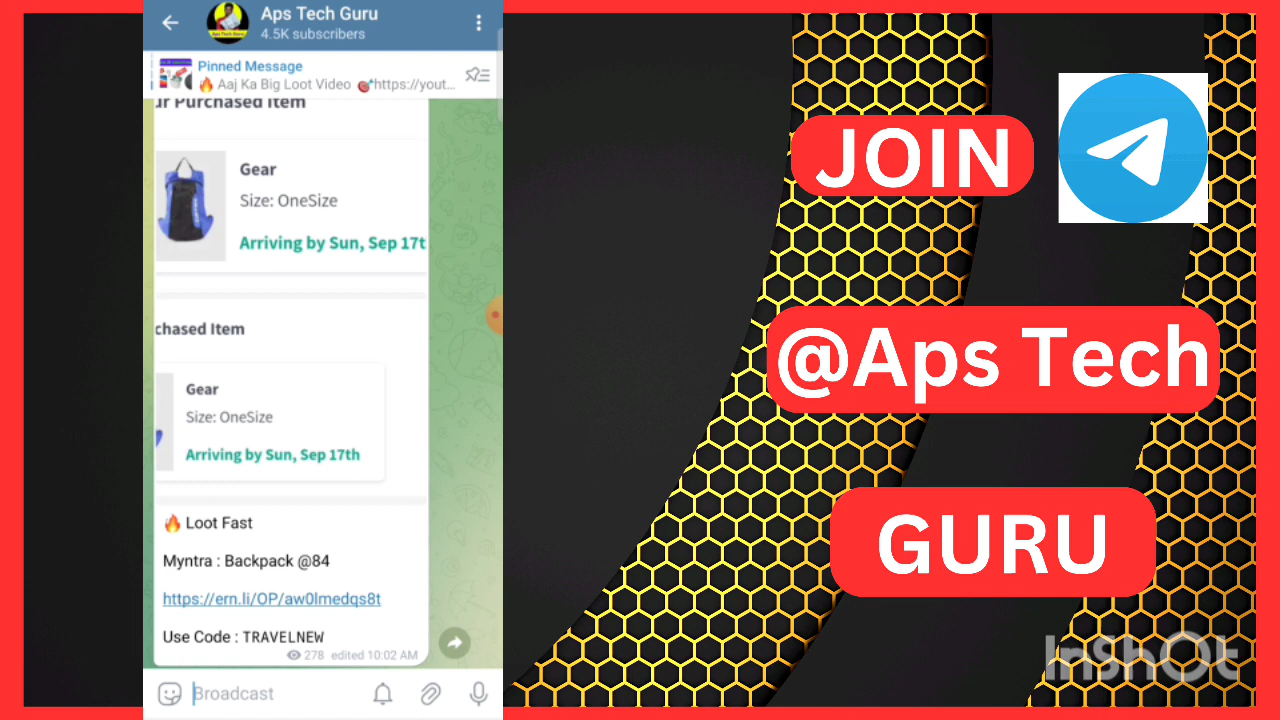 Aps Tech Guru
4.5K subscribers
Pinned Message
🔥 Aaj Ka Big Loot Video 🎯https://yout...
ur Purchased Item
Gear
Size: OneSize
Arriving by Sun, Sep 17t
chased Item
Gear
Size: OneSize
Arriving by Sun, Sep 17th
🔥 Loot Fast
Myntra : Backpack @84
https://ern.li/OP/aw0lmedqs8t
Use Code : TRAVELNEW
278 edited 10:02 AM
Broadcast
JOIN
@Aps Tech
GURU
InShOt